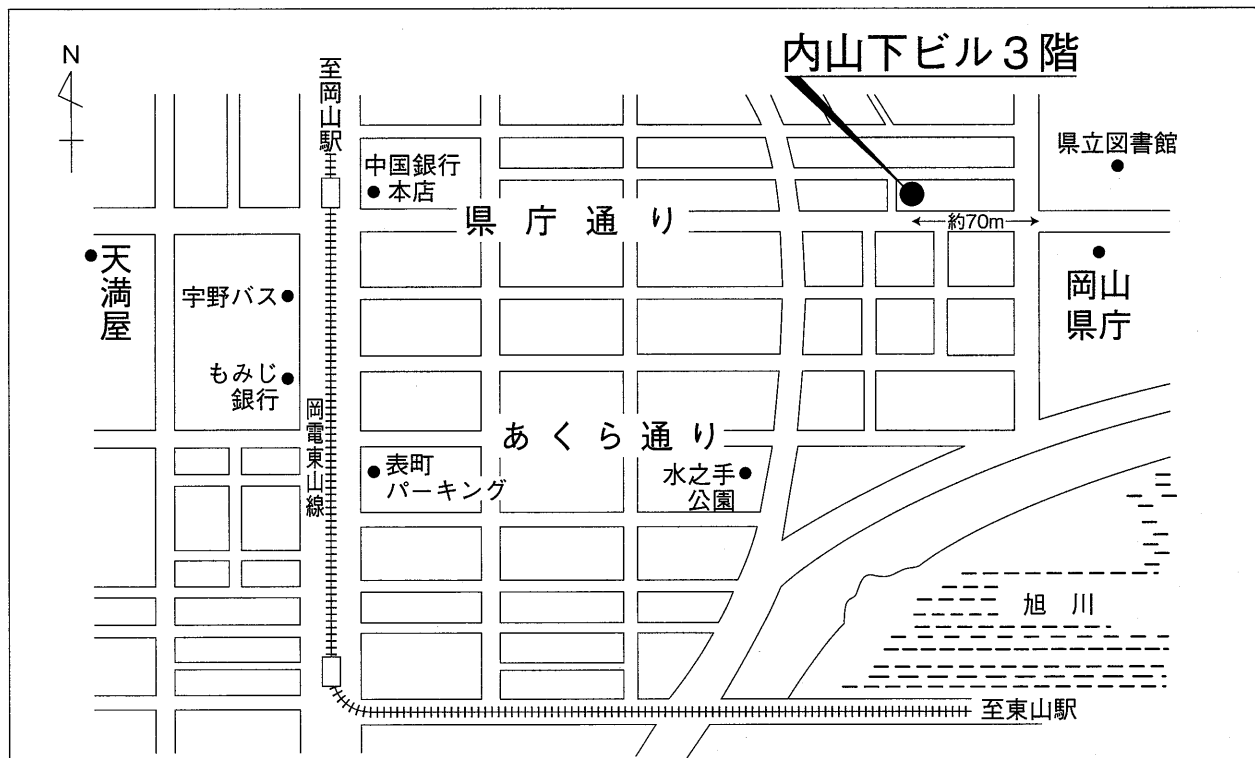 内山下ビル3階
N
至岡山駅
中国銀行
本店
県立図書館
県庁通り
約70m
天満屋
宇野バス
岡山
県庁
もみじ
銀行
岡電東山線
あくら通り
表町
パーキング
水之手
公園
旭川
至東山駅